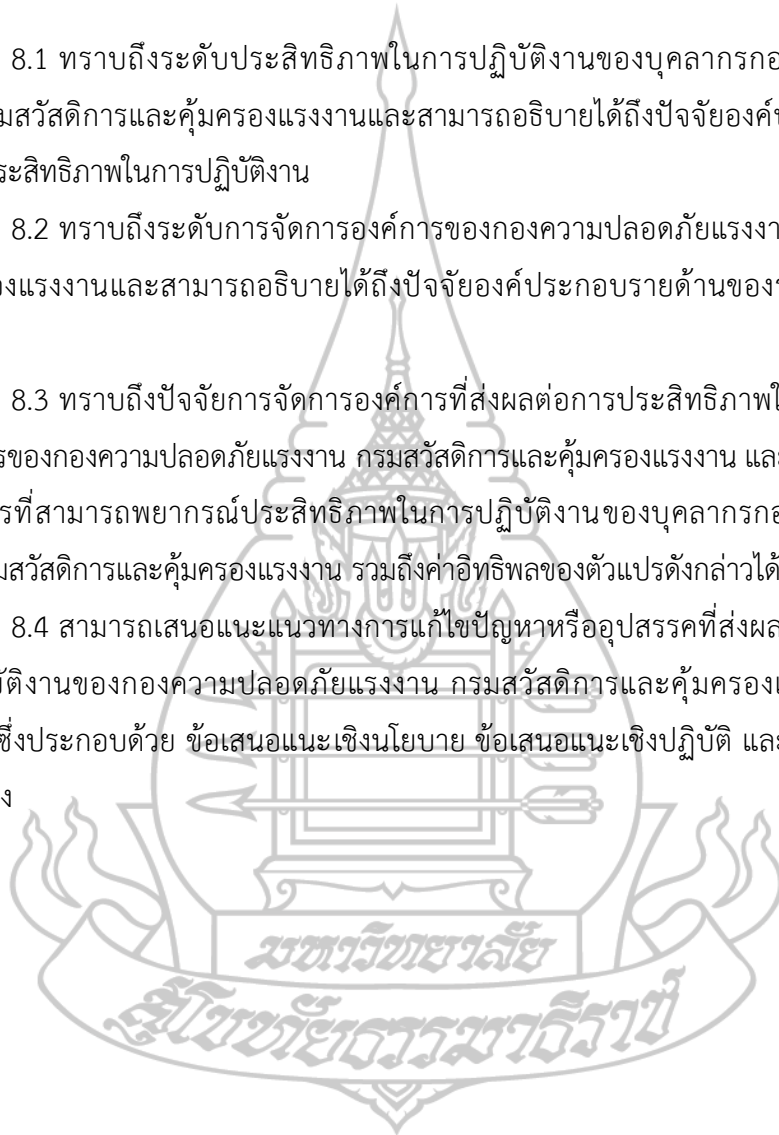 8.1 ทราบถึงระดับประสิทธิภาพในการปฏิบัติงานของบุคลากรกอ
มสวัสดิการและคุ้มครองแรงงานและสามารถอธิบายได้ถึงปัจจัยองค์ป
ระสิทธิภาพในการปฏิบัติงาน
8.2 ทราบถึงระดับการจัดการองค์การของกองความปลอดภัยแรงงา
องแรงงานและสามารถอธิบายได้ถึงปัจจัยองค์ประกอบรายด้านของร
8.3 ทราบถึงปัจจัยการจัดการองค์การที่ส่งผลต่อการประสิทธิภาพใ
รของกองความปลอดภัยแรงงาน กรมสวัสดิการและคุ้มครองแรงงาน และ
รที่สามารถพยากรณ์ประสิทธิภาพในการปฏิบัติงานของบุคลากรกอ
มสวัสดิการและคุ้มครองแรงงาน รวมถึงค่าอิทธิพลของตัวแปรดังกล่าวได้
8.4 สามารถเสนอแนะแนวทางการแก้ไขปัญหาหรืออุปสรรคที่ส่งผล
บัติงานของกองความปลอดภัยแรงงาน กรมสวัสดิการและคุ้มครองแ
ซึ่งประกอบด้วย ข้อเสนอแนะเชิงนโยบาย ข้อเสนอแนะเชิงปฏิบัติ และ
ง
มหาวิทยาลัย
สุโขทัยธรรมาธิราช